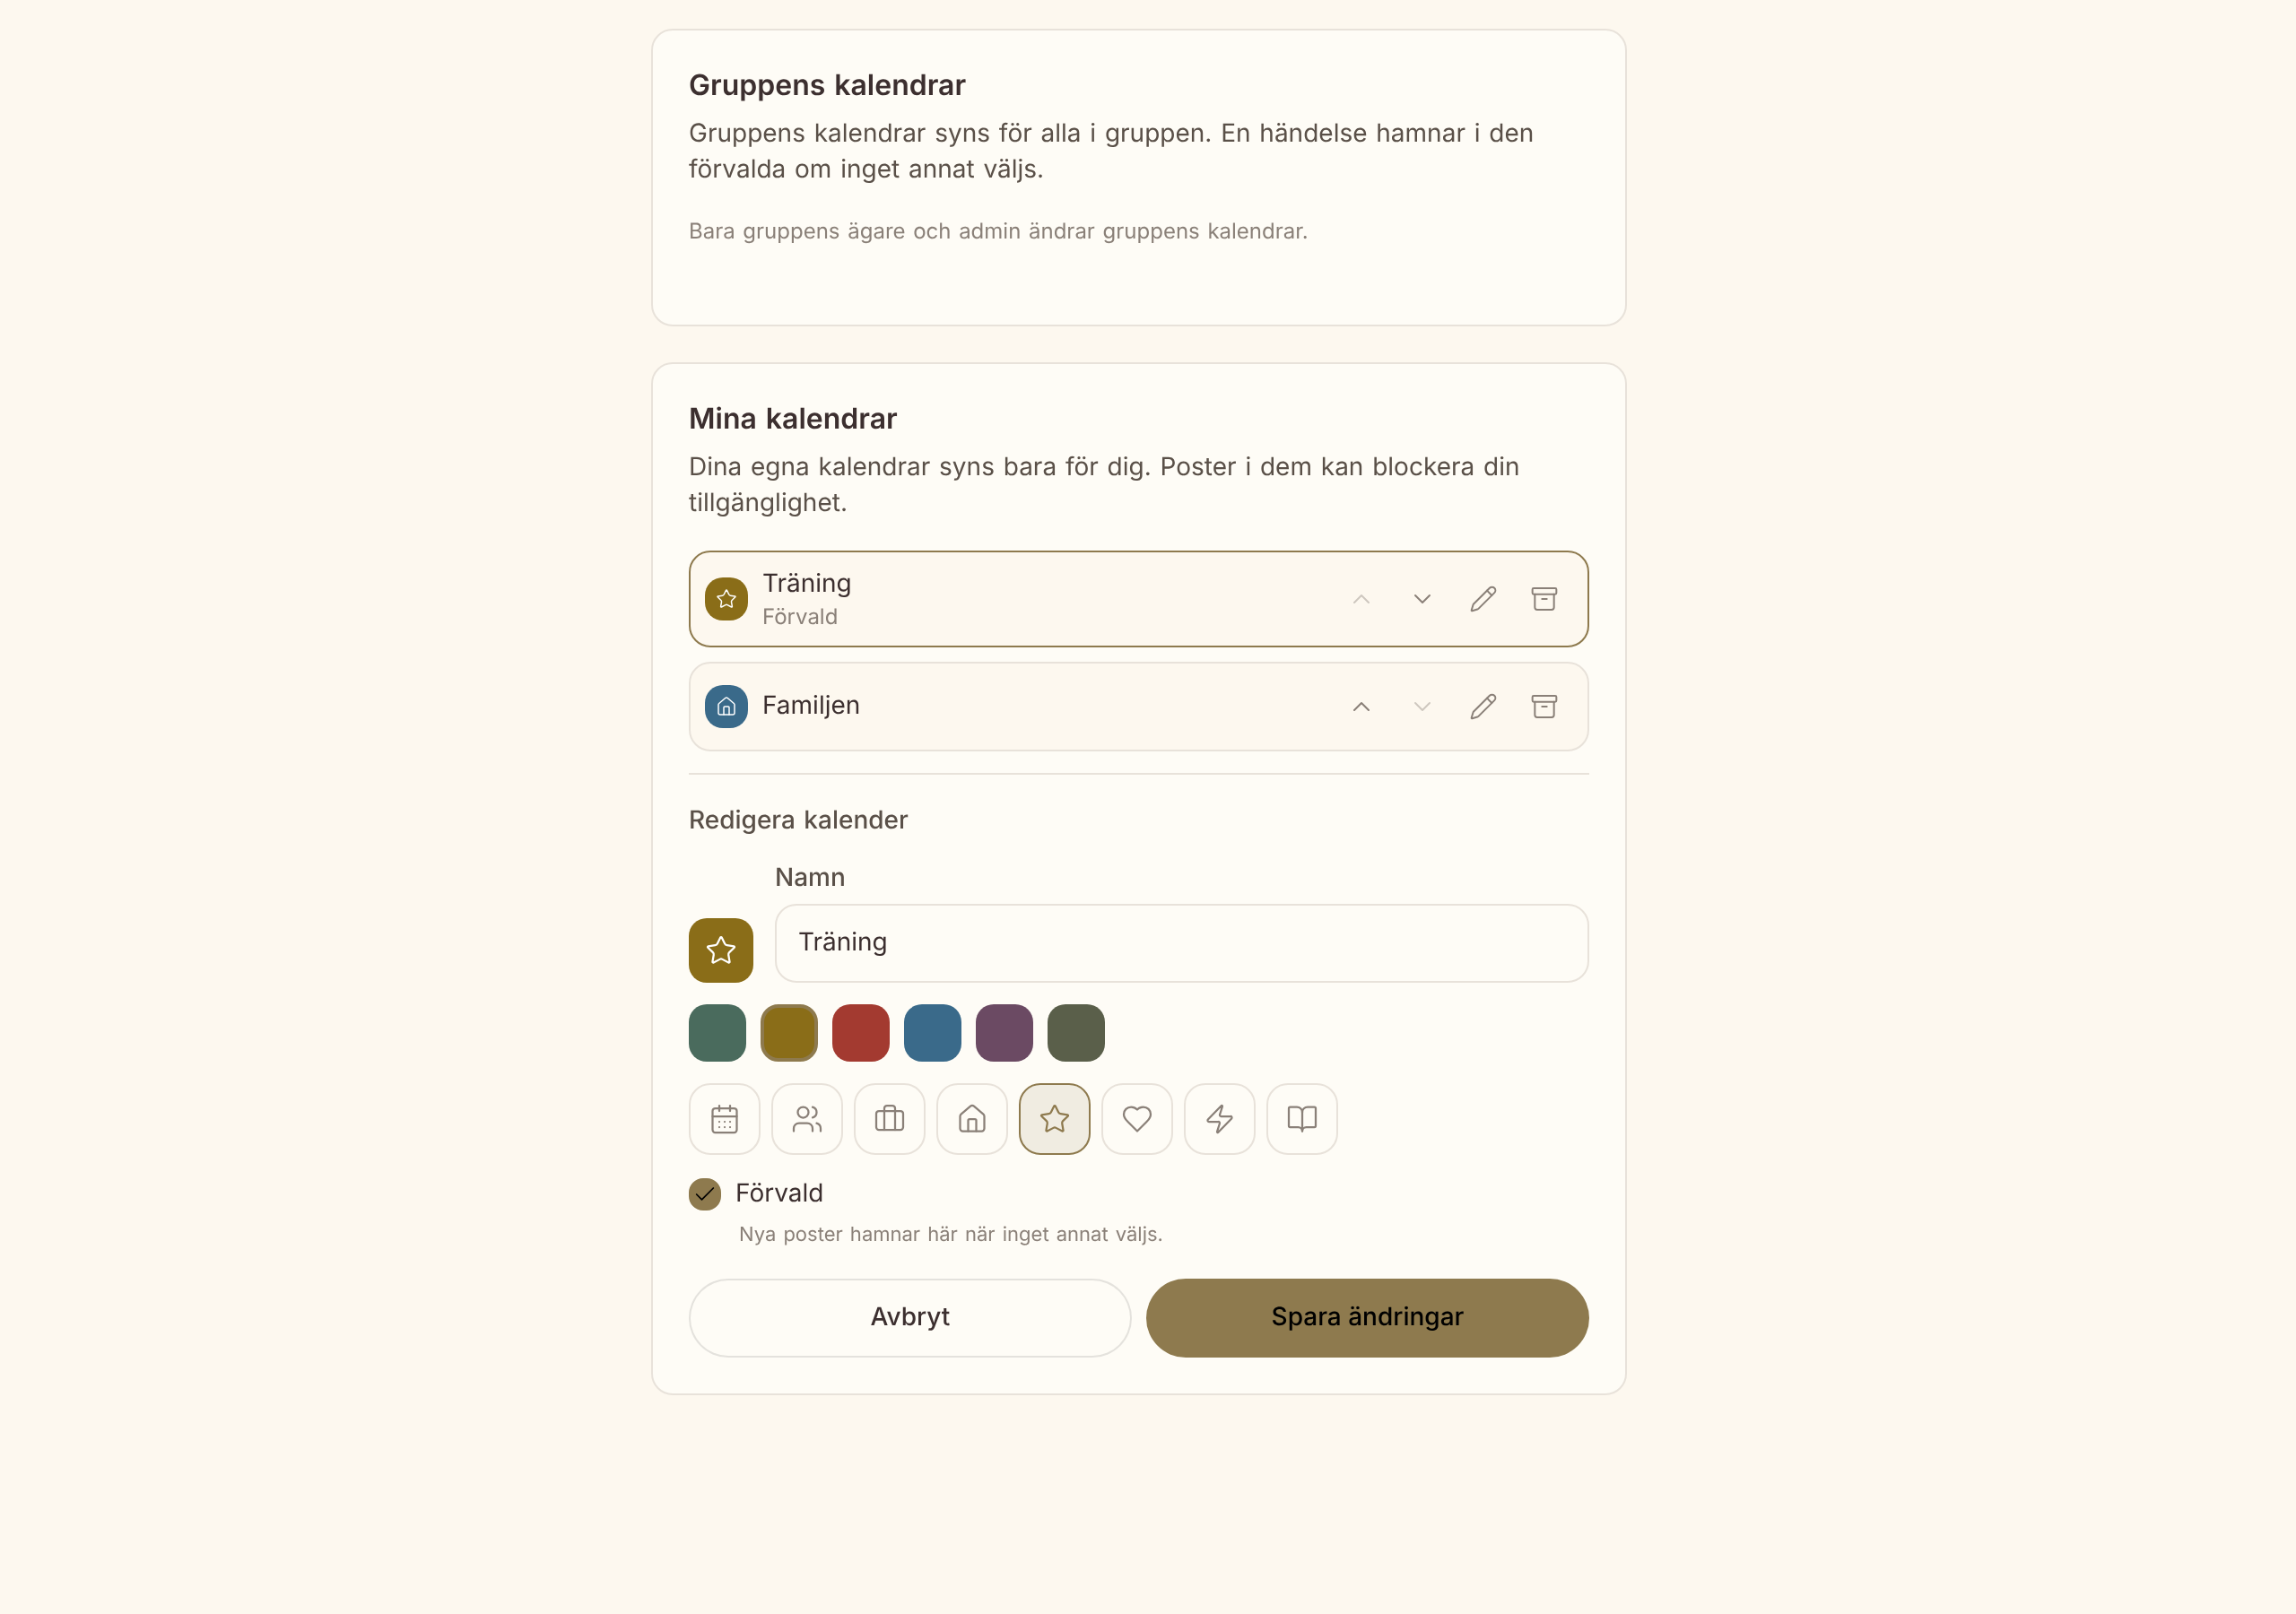 Gruppens kalendrar
Gruppens kalendrar syns för alla i gruppen. En händelse hamnar i den
förvalda om inget annat väljs.
Bara gruppens ägare och admin ändrar gruppens kalendrar.
Mina kalendrar
Dina egna kalendrar syns bara för dig. Poster i dem kan blockera din
tillgänglighet.
Träning
Förvald
Familjen
Redigera kalender
Namn
Träning
Förvald
Nya poster hamnar här när inget annat väljs.
Avbryt
Spara ändringar